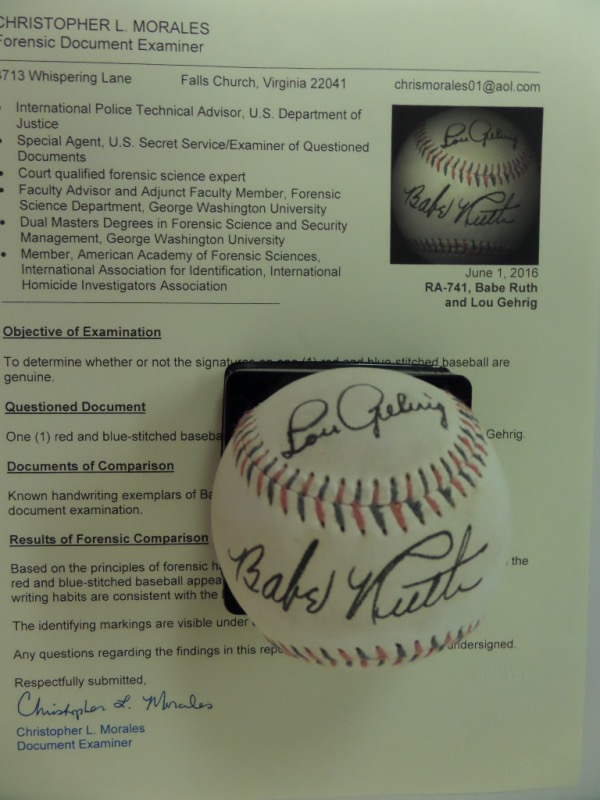 CHRISTOPHER L. MORALES
Forensic Document Examiner
6713 Whispering Lane Falls Church, Virginia 22041 chrismorales01@aol.com
• International Police Technical Advisor, U.S. Department of
Justice
• Special Agent, U.S. Secret Service/Examiner of Questioned
Documents
• Court qualified forensic science expert
• Faculty Advisor and Adjunct Faculty Member, Forensic
Science Department, George Washington University
• Dual Masters Degrees in Forensic Science and Security
Management, George Washington University
• Member, American Academy of Forensic Sciences,
International Association for Identification, International
Homicide Investigators Association
Lou Gehrig
Babe Ruth
June 1, 2016
RA-741, Babe Ruth
and Lou Gehrig
Objective of Examination
To determine whether or not the signatures on one (1) red and blue-stitched baseball are
genuine.
Questioned Document
One (1) red and blue-stitched Gehrig.
Documents of Comparison
Known handwriting exemplars of
document examination.
Results of Forensic Comparison
Based on the principles of forensic the
red and blue-stitched baseball
writing habits are consistent with the
The identifying markings are visible under
Any questions regarding the findings in this undersigned.
Respectfully submitted,
Christopher L. Morales
Christopher L. Morales
Document Examiner
Lou Gehrig
Babe Ruth